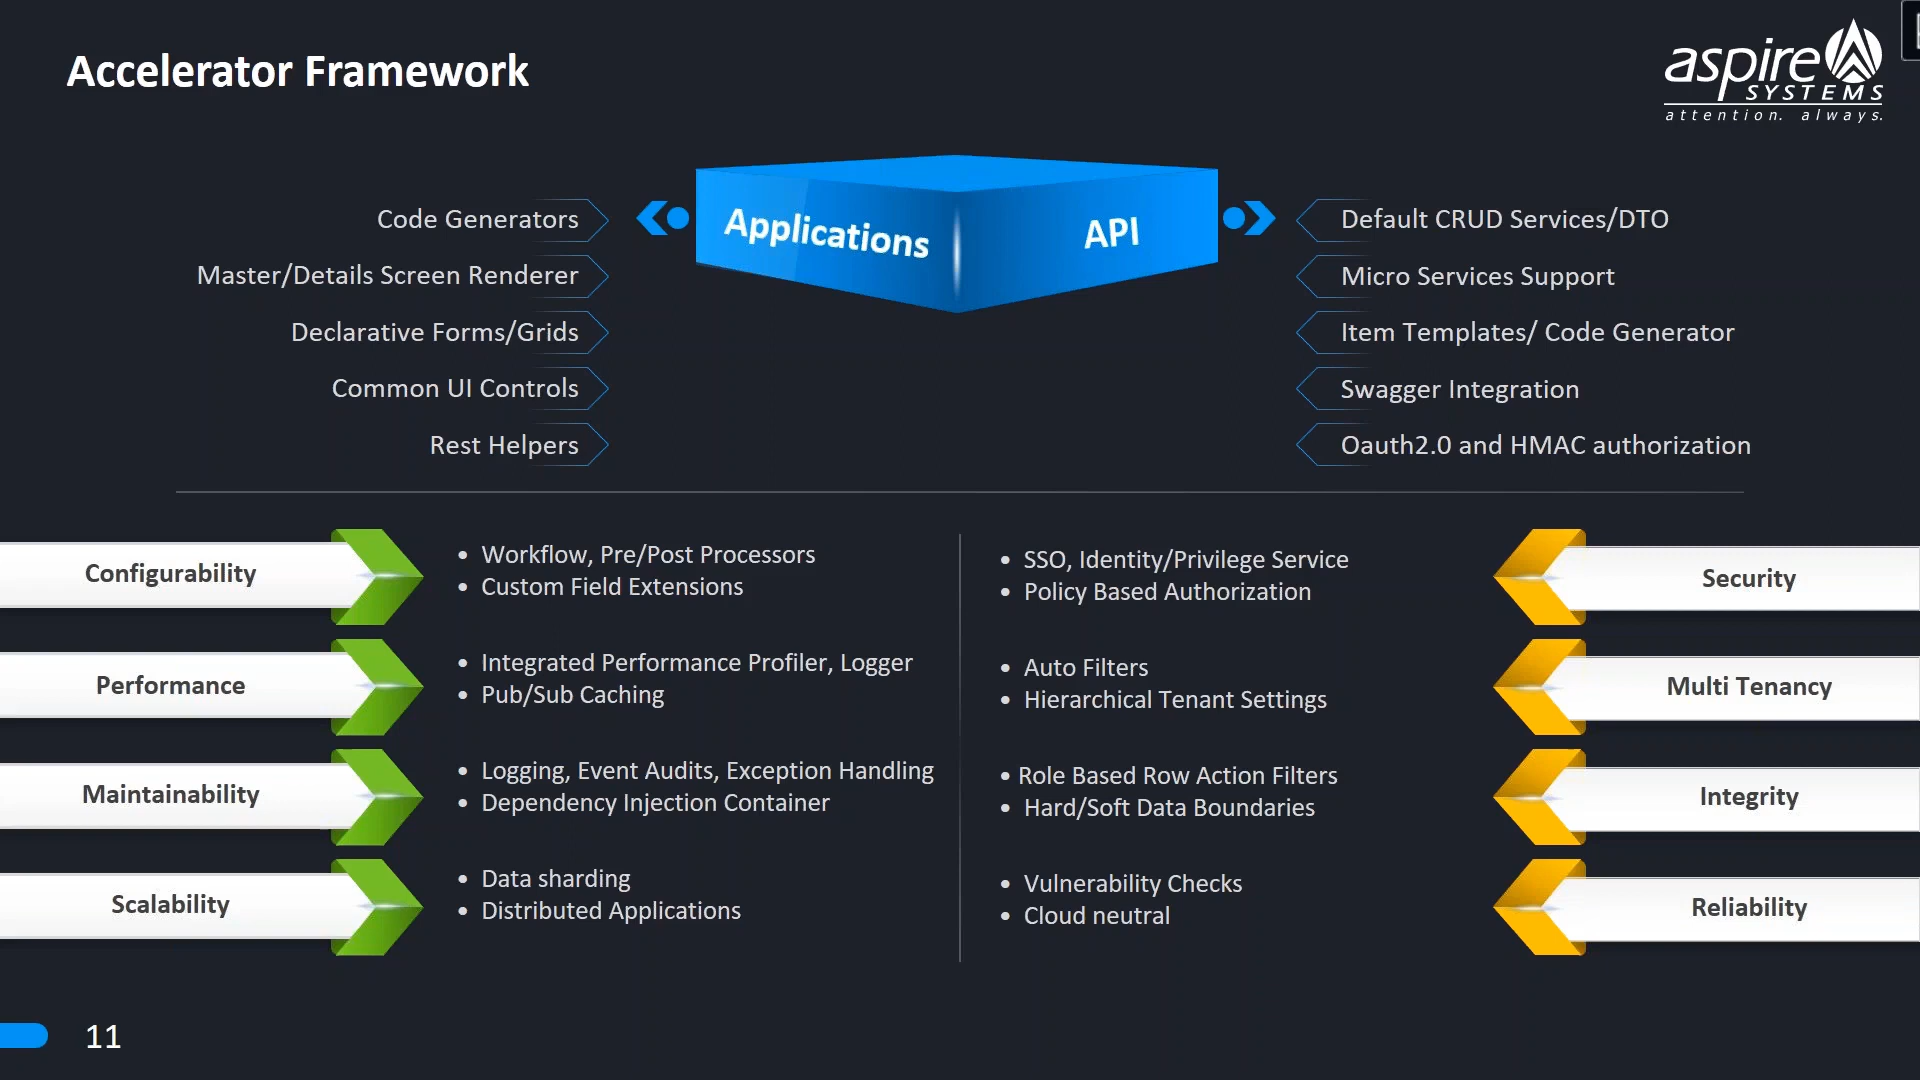 Accelerator Framework
aspire
SYSTEMS
attention. always.
Applications
API
Code Generators
Master/Details Screen Renderer
Declarative Forms/Grids
Common UI Controls
Rest Helpers
Default CRUD Services/DTO
Micro Services Support
Item Templates/ Code Generator
Swagger Integration
Oauth2.0 and HMAC authorization
Configurability
• Workflow, Pre/Post Processors
• Custom Field Extensions
Performance
• Integrated Performance Profiler, Logger
• Pub/Sub Caching
Maintainability
• Logging, Event Audits, Exception Handling
• Dependency Injection Container
Scalability
• Data sharding
• Distributed Applications
• SSO, Identity/Privilege Service
• Policy Based Authorization
Security
• Auto Filters
• Hierarchical Tenant Settings
Multi Tenancy
• Role Based Row Action Filters
• Hard/Soft Data Boundaries
Integrity
• Vulnerability Checks
• Cloud neutral
Reliability
11